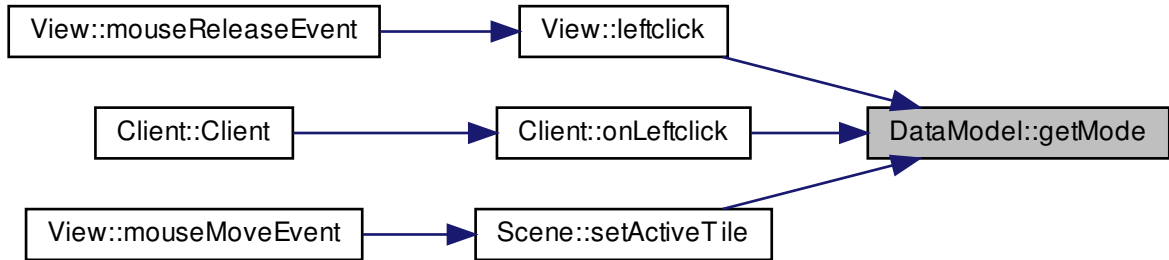 View::mouseReleaseEvent
View::leftclick
Client::Client
Client::onLeftclick
DataModel::getMode
View::mouseMoveEvent
Scene::setActiveTile